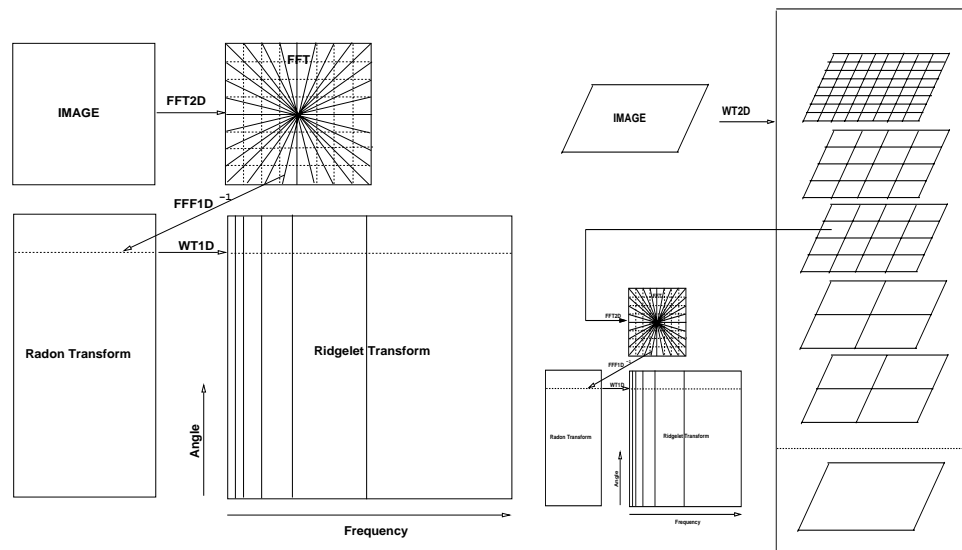 IMAGE
FFT2D
FFT
FFF1D
-1
WT1D
Radon Transform
Ridgelet Transform
Angle
Frequency
IMAGE
WT2D
FFT2D
FFF1D
-1
WT1D
Radon Transform
Ridgelet Transform
Angle
Frequency